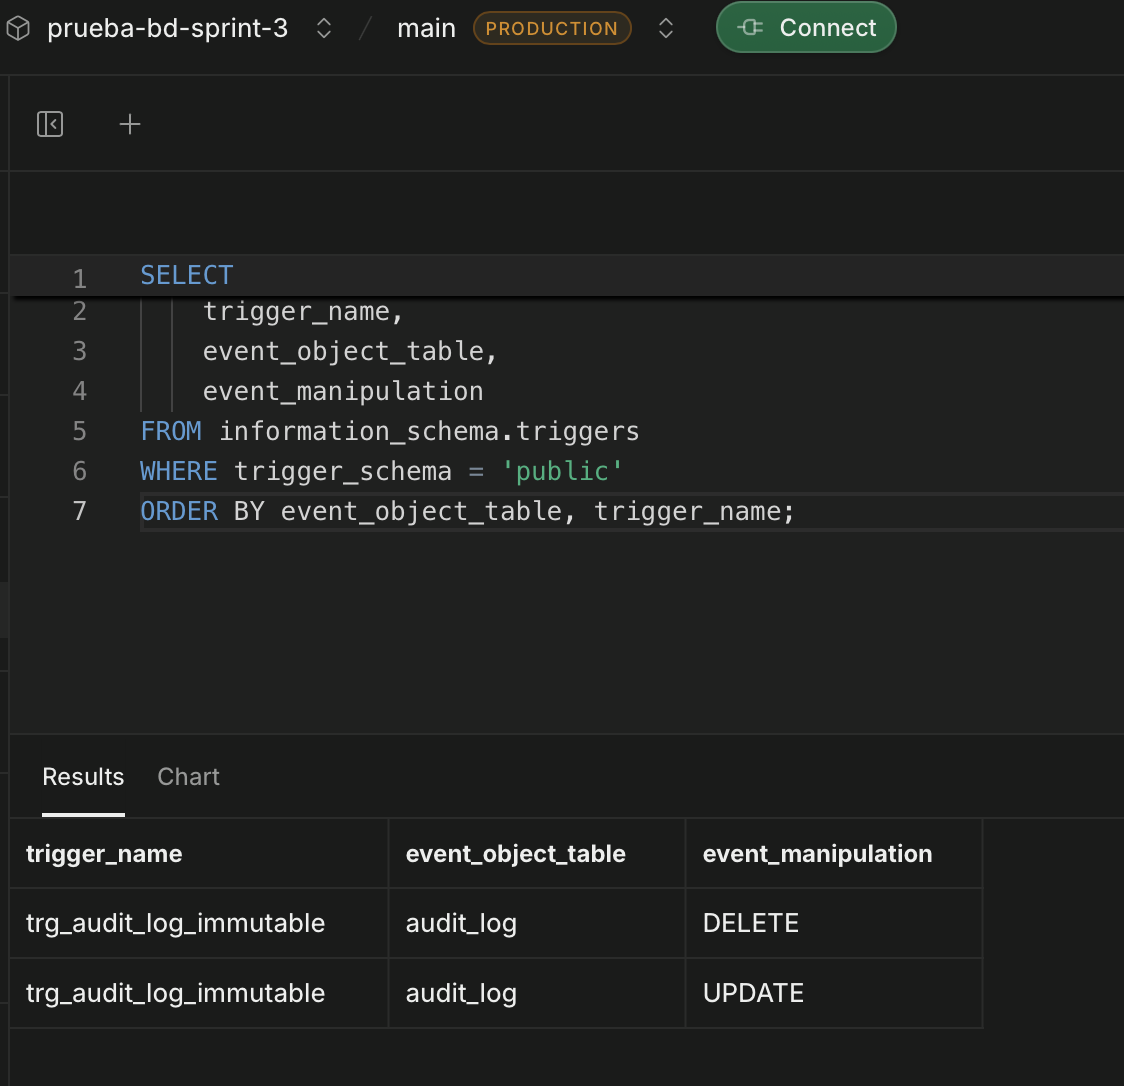 prueba-bd-sprint-3 / main PRODUCTION Connect
1 SELECT
2 trigger_name,
3 event_object_table,
4 event_manipulation
5 FROM information_schema.triggers
6 WHERE trigger_schema = 'public'
7 ORDER BY event_object_table, trigger_name;
Results Chart
trigger_name event_object_table event_manipulation
trg_audit_log_immutable audit_log DELETE
trg_audit_log_immutable audit_log UPDATE